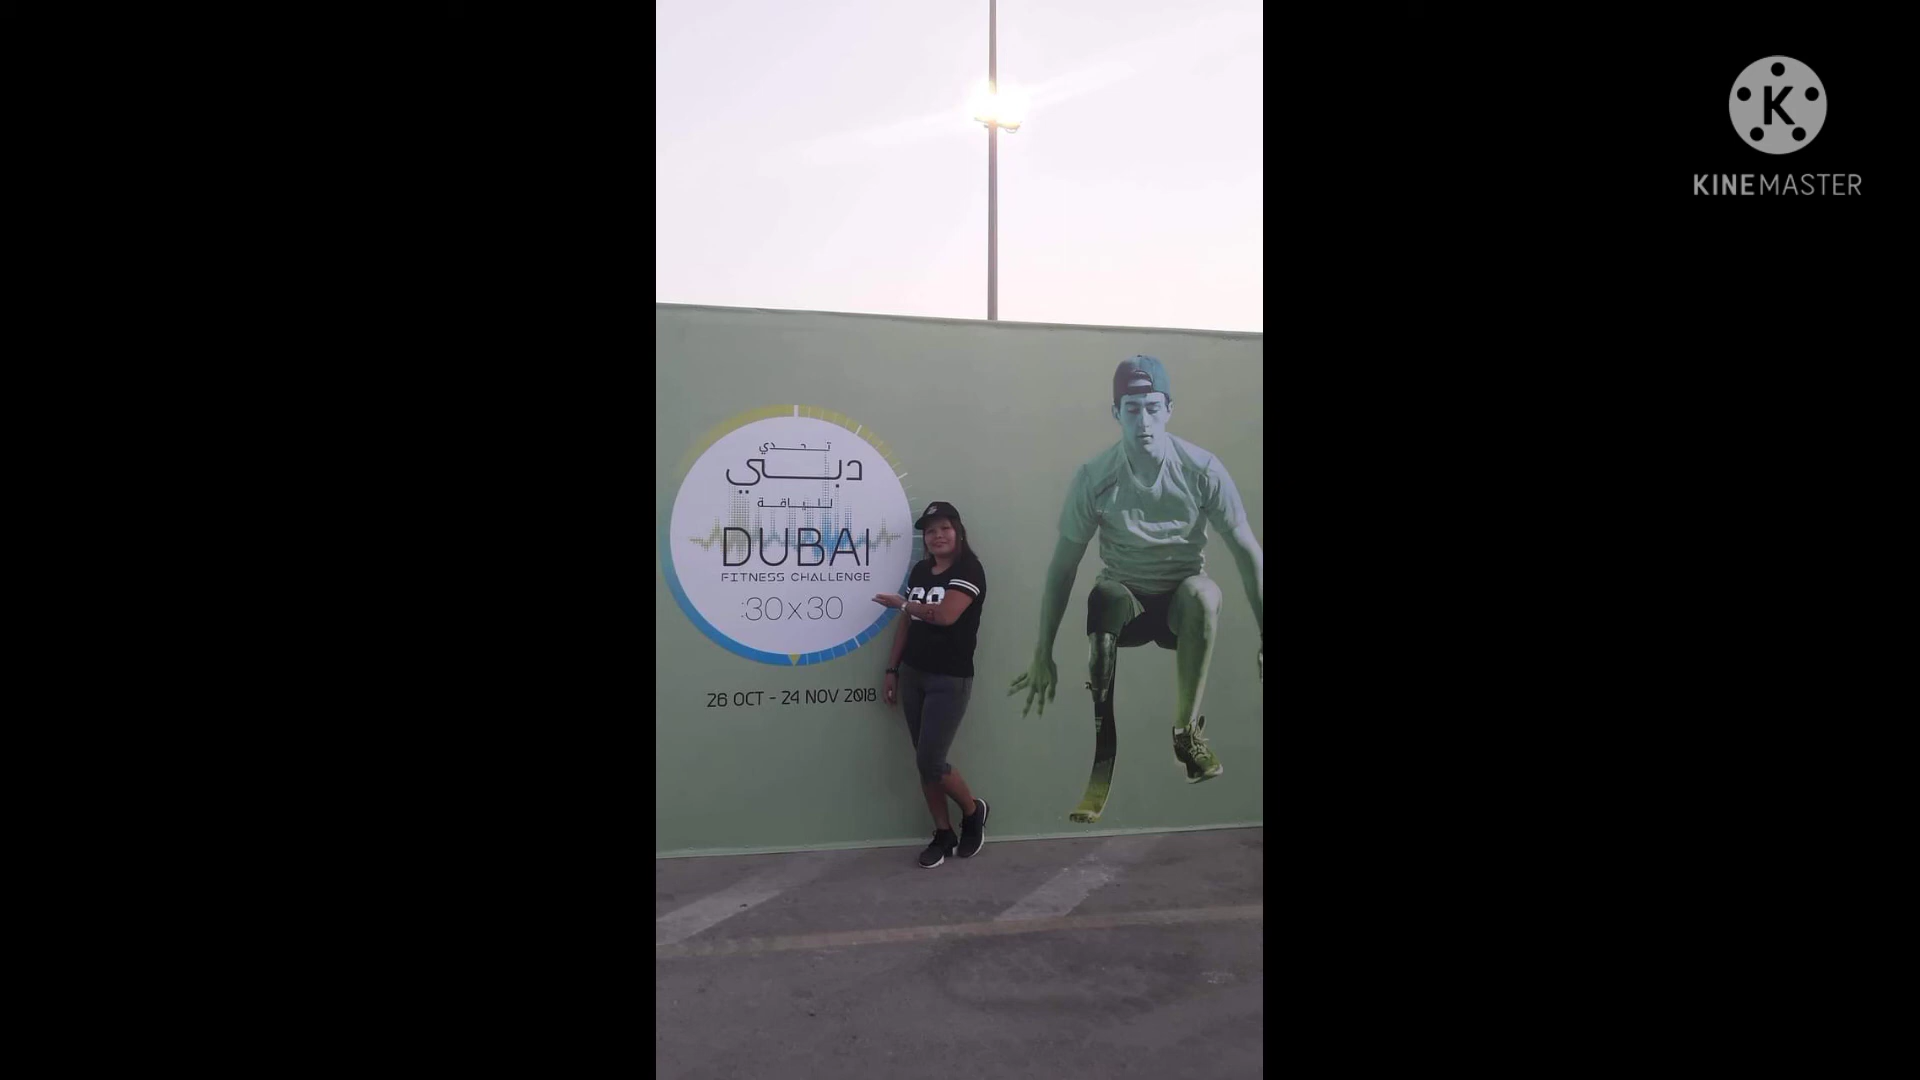 تحدي
دبي
للياقة
DUBAI
FITNESS CHALLENGE
:30x30
26 OCT - 24 NOV 2018
KINEMASTER
K